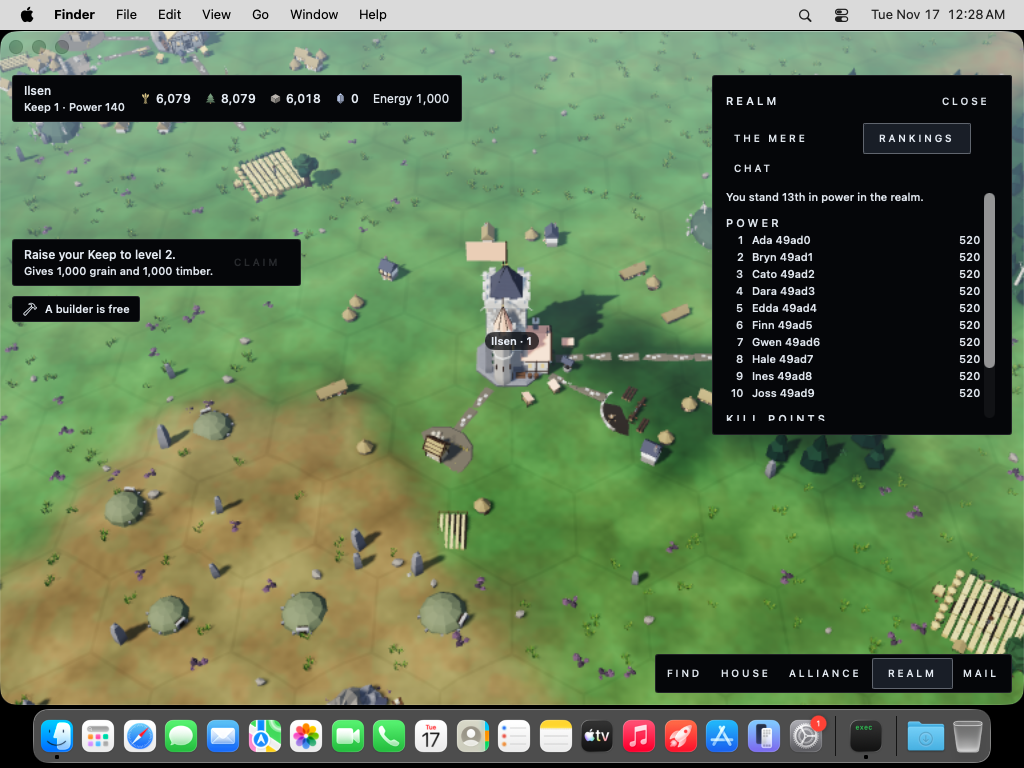 Finder File Edit View Go Window Help Tue Nov 17 12:28 AM
Ilsen
Keep 1 · Power 140
6,079 8,079 6,018 0 Energy 1,000
REALM CLOSE
THE MERE RANKINGS
CHAT
You stand 13th in power in the realm.
POWER
1 Ada 49ad0 520
2 Bryn 49ad1 520
3 Cato 49ad2 520
4 Dara 49ad3 520
5 Edda 49ad4 520
6 Finn 49ad5 520
7 Gwen 49ad6 520
8 Hale 49ad7 520
9 Ines 49ad8 520
10 Joss 49ad9 520
KILL POINTS
Raise your Keep to level 2.
Gives 1,000 grain and 1,000 timber.
CLAIM
A builder is free
Ilsen · 1
FIND HOUSE ALLIANCE REALM MAIL
Tue
17
tv
1
exec